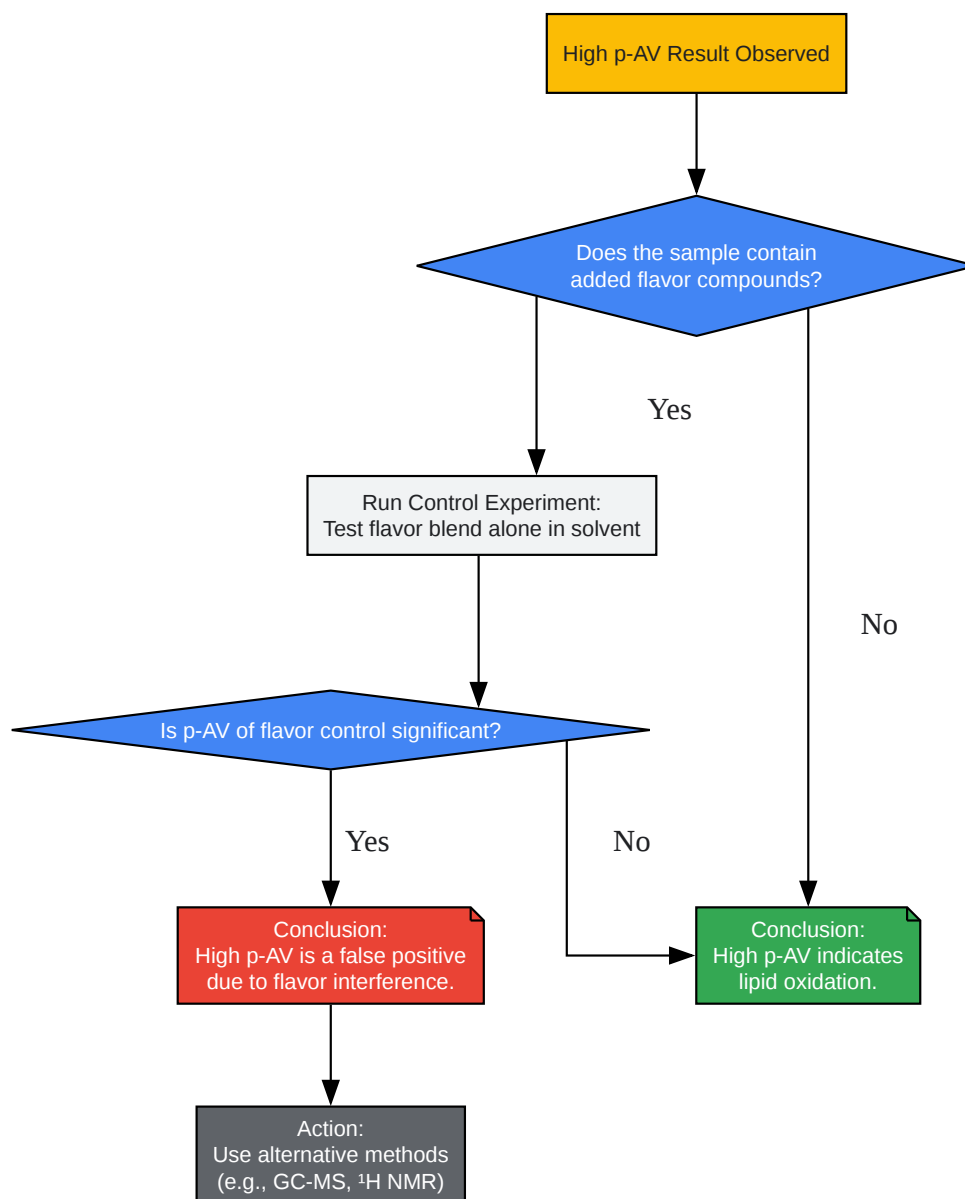 High p-AV Result Observed
Does the sample contain
added flavor compounds?
Yes
Run Control Experiment:
Test flavor blend alone in solvent
No
Is p-AV of flavor control significant?
Yes
No
Conclusion:
High p-AV is a false positive
due to flavor interference.
Conclusion:
High p-AV indicates
lipid oxidation.
Action:
Use alternative methods
(e.g., GC-MS, ¹H NMR)